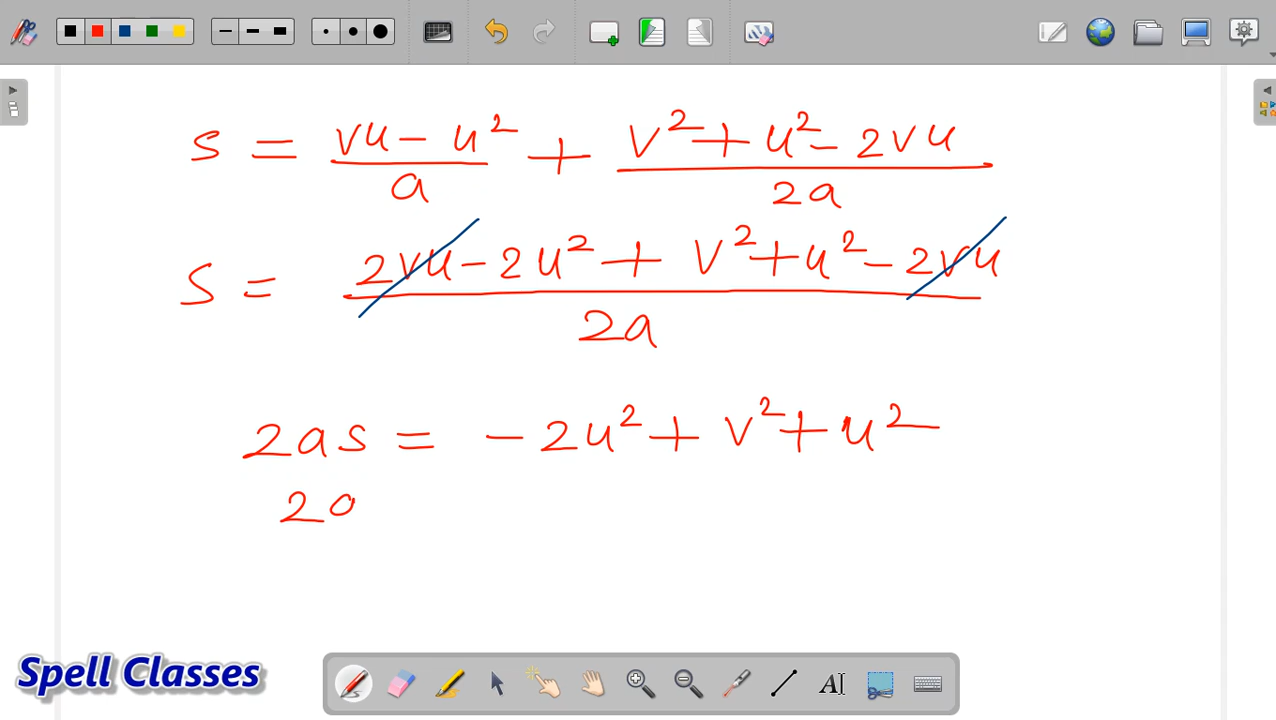 s = vu - u² / a + v² + u² - 2vu / 2a
s = 2vu - 2u² + v² + u² - 2vu / 2a
2as = - 2u² + v² + u²
2a
Spell Classes